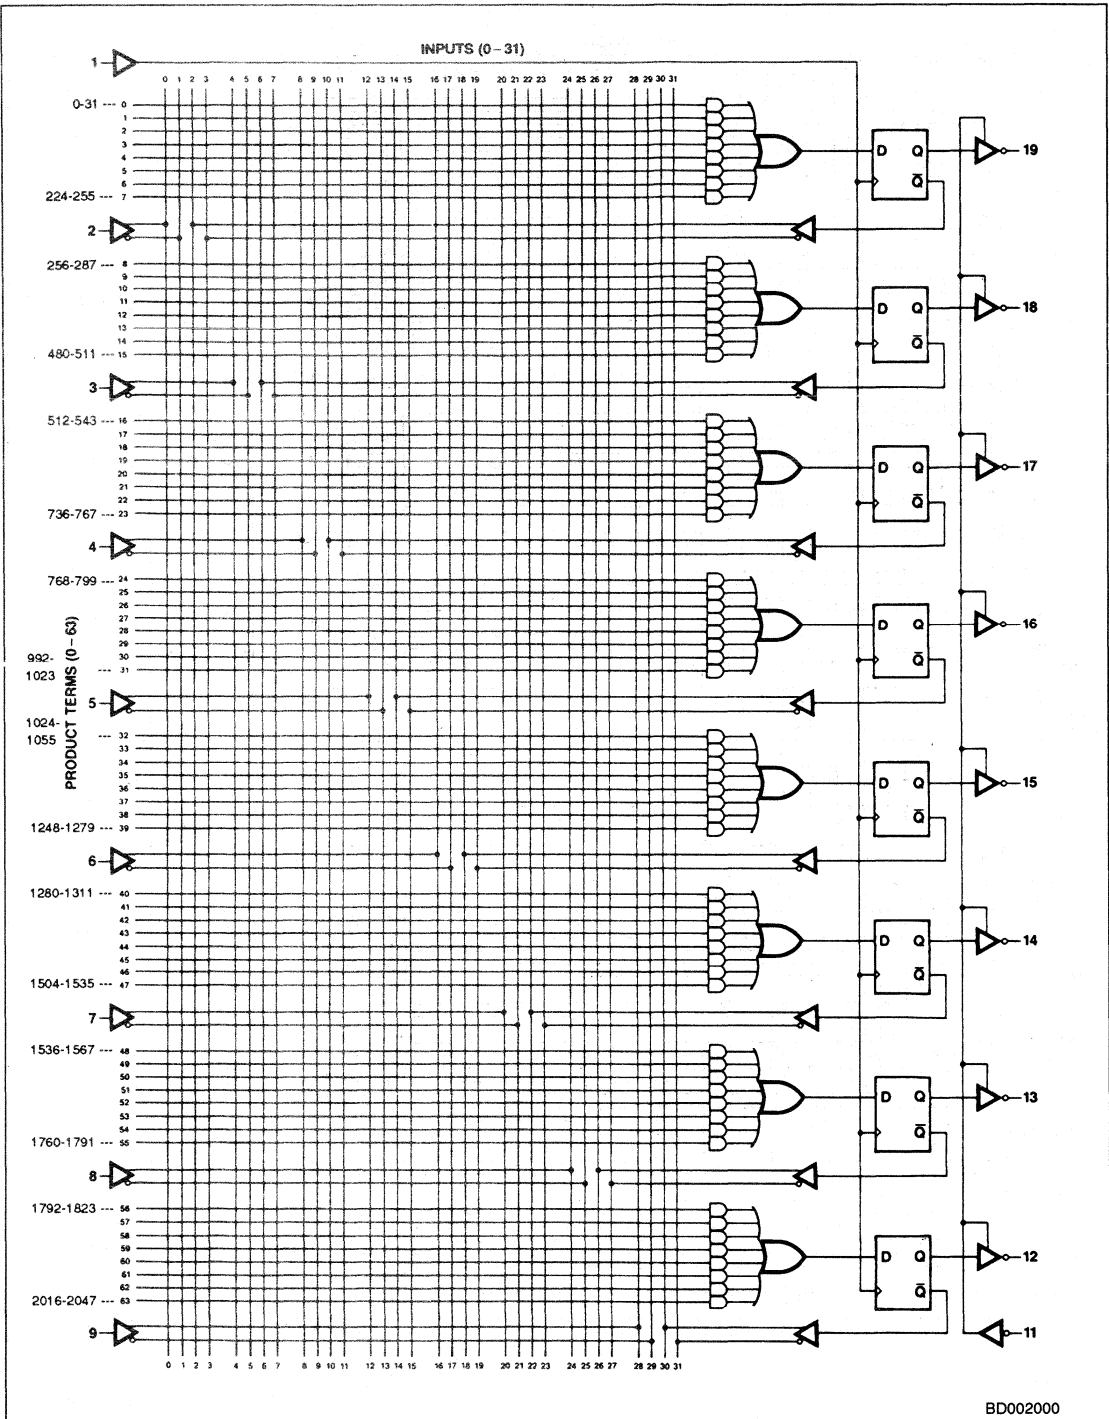 INPUTS (0–31)
1
0 1 2 3 4 5 6 7 8 9 10 11 12 13 14 15 16 17 18 19 20 21 22 23 24 25 26 27 28 29 30 31
0-31 --- 0
1
2
3
D Q 19
4
5
6
Q̅
224-255 --- 7
2
256-287 --- 8
9
10
11
D Q 18
12
13
14
Q̅
480-511 --- 15
3
512-543 --- 16
17
18
19
D Q 17
20
21
22
Q̅
736-767 --- 23
4
768-799 --- 24
25
26
27
D Q 16
28
29
30
Q̅
992-
1023 --- 31
PRODUCT TERMS (0–63)
5
1024-
1055 --- 32
33
34
35
D Q 15
36
37
38
Q̅
1248-1279 --- 39
6
1280-1311 --- 40
41
42
43
D Q 14
44
45
46
Q̅
1504-1535 --- 47
7
1536-1567 --- 48
49
50
51
D Q 13
52
53
54
Q̅
1760-1791 --- 55
8
1792-1823 --- 56
57
58
59
D Q 12
60
61
62
Q̅
2016-2047 --- 63
9 11
0 1 2 3 4 5 6 7 8 9 10 11 12 13 14 15 16 17 18 19 20 21 22 23 24 25 26 27 28 29 30 31
BD002000